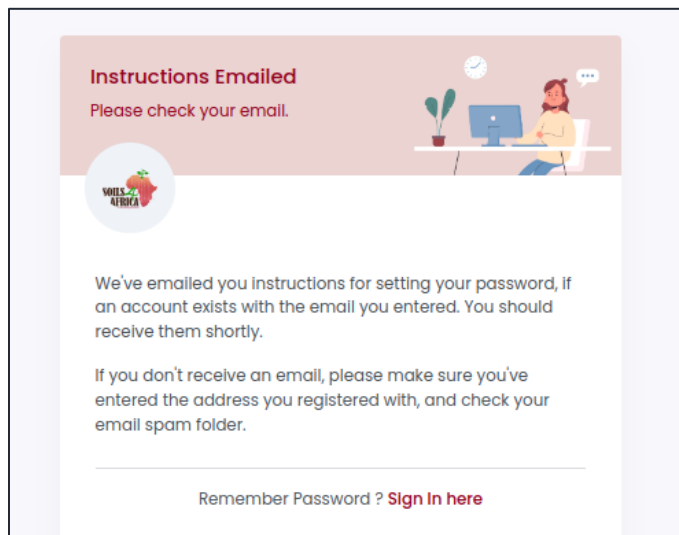 Instructions Emailed
Please check your email.
SOILS4
AFRICA
We've emailed you instructions for setting your password, if
an account exists with the email you entered. You should
receive them shortly.
If you don't receive an email, please make sure you've
entered the address you registered with, and check your
email spam folder.
Remember Password ? Sign In here